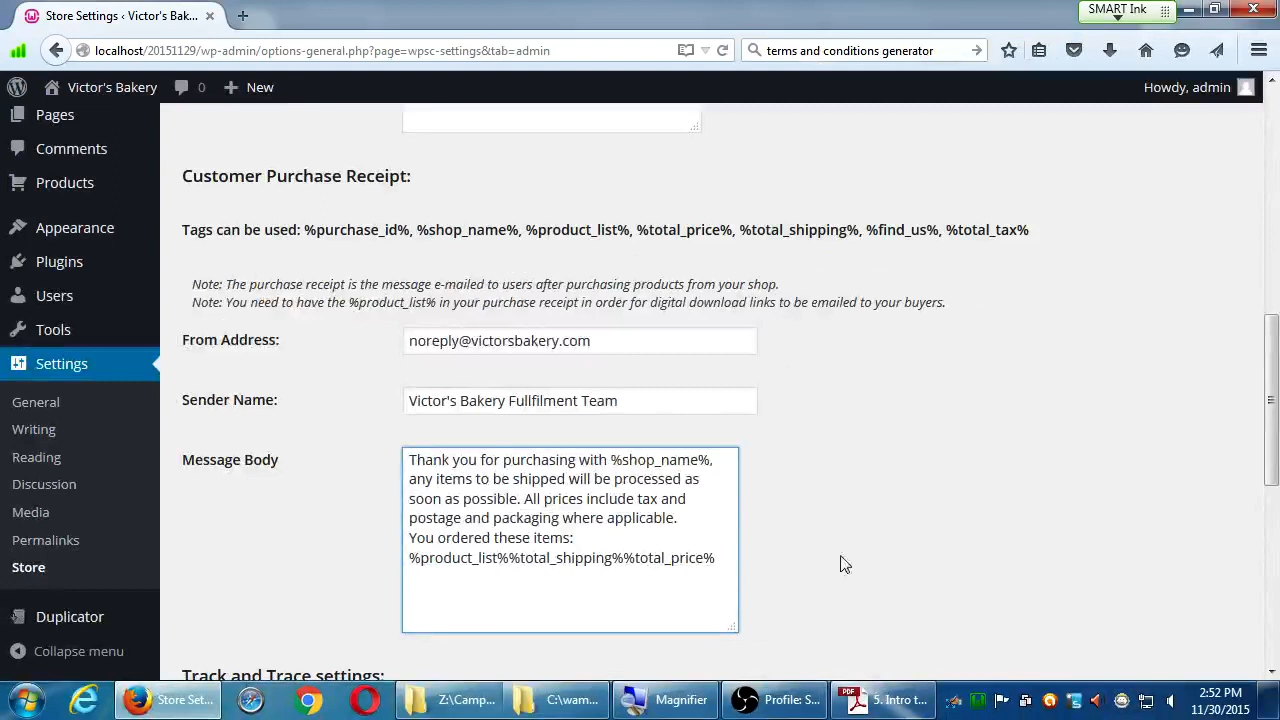 Store Settings ‹ Victor's Bak...
SMART Ink
localhost/20151129/wp-admin/options-general.php?page=wpsc-settings&tab=admin
terms and conditions generator
Victor's Bakery
0
New
Howdy, admin
Pages
Comments
Products
Appearance
Plugins
Users
Tools
Settings
General
Writing
Reading
Discussion
Media
Permalinks
Store
Duplicator
Collapse menu
Customer Purchase Receipt:
Tags can be used: %purchase_id%, %shop_name%, %product_list%, %total_price%, %total_shipping%, %find_us%, %total_tax%
Note: The purchase receipt is the message e-mailed to users after purchasing products from your shop.
Note: You need to have the %product_list% in your purchase receipt in order for digital download links to be emailed to your buyers.
From Address:
noreply@victorsbakery.com
Sender Name:
Victor's Bakery Fullfilment Team
Message Body
Thank you for purchasing with %shop_name%,
any items to be shipped will be processed as
soon as possible. All prices include tax and
postage and packaging where applicable.
You ordered these items:
%product_list%%total_shipping%%total_price%
Track and Trace settings:
Store Set...
Z:\Camp...
C:\wam...
Magnifier
Profile: S...
PDF
5. Intro t...
2:52 PM
11/30/2015